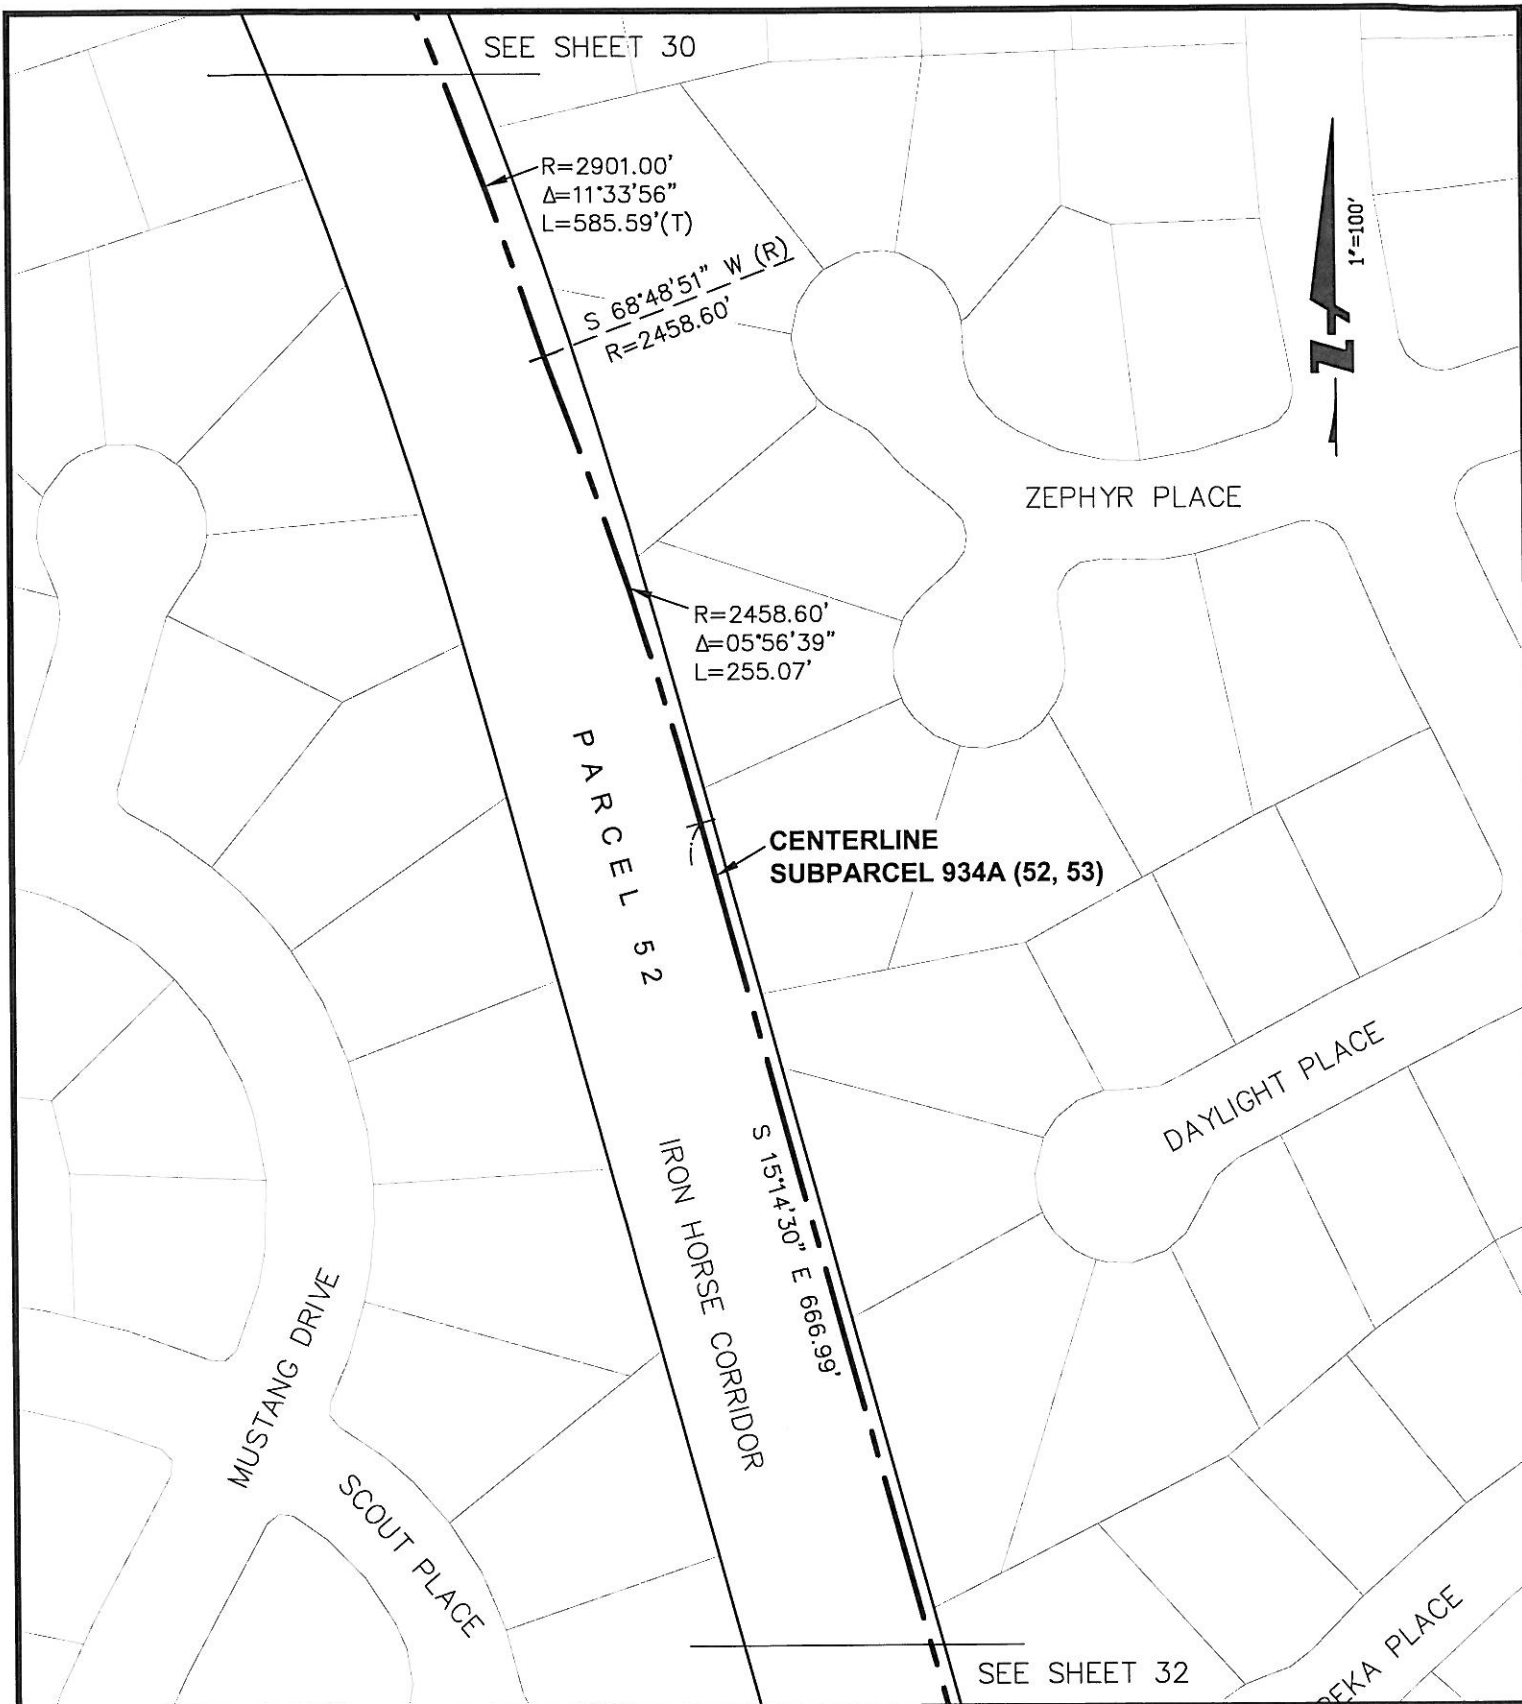 SEE SHEET 30
R=2901.00'
Δ=11°33'56"
L=585.59'(T)
S 68°48'51" W (R)
R=2458.60'
1"=100'
Z
ZEPHYR PLACE
R=2458.60'
Δ=05°56'39"
L=255.07'
PARCEL 52
CENTERLINE
SUBPARCEL 934A (52, 53)
DAYLIGHT PLACE
S 15°14'30" E 666.99'
IRON HORSE CORRIDOR
MUSTANG DRIVE
SCOUT PLACE
SEE SHEET 32
EKA PLACE